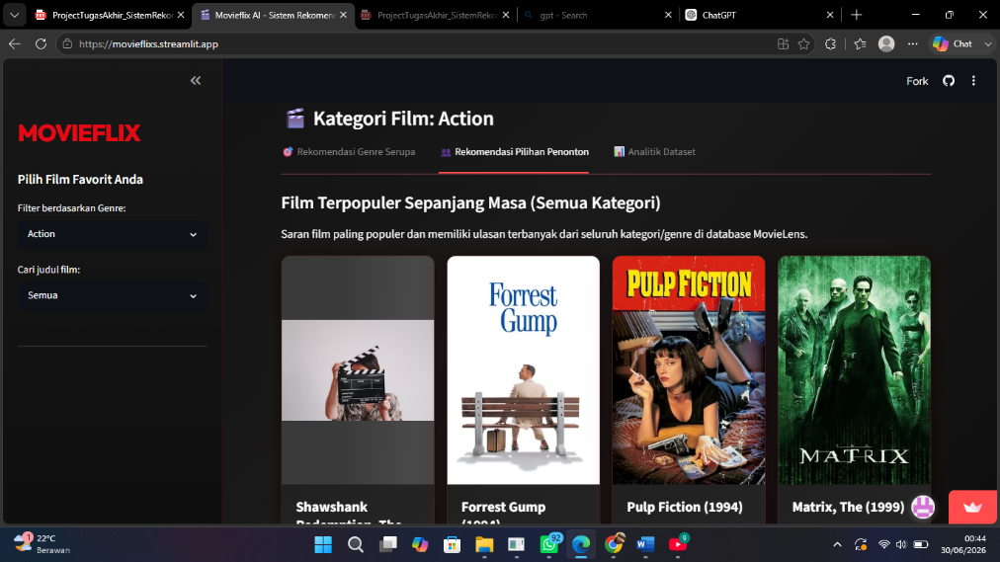 ProjectTugasAkhir_SistemRekon
Movieflix AI - Sistem Rekomend
ProjectTugasAkhir_SistemReko
gpt - Search
ChatGPT
https://movieflixs.streamlit.app
Chat
Fork
MOVIEFLIX
Pilih Film Favorit Anda
Filter berdasarkan Genre:
Action
Cari judul film:
Semua
Kategori Film: Action
Rekomendasi Genre Serupa
Rekomendasi Pilihan Penonton
Analitik Dataset
Film Terpopuler Sepanjang Masa (Semua Kategori)
Saran film paling populer dan memiliki ulasan terbanyak dari seluruh kategori/genre di database MovieLens.
Forrest
Gump
PULP FICTION
MATRIX
Shawshank
Redemption, The
Forrest Gump
(1994)
Pulp Fiction (1994)
Matrix, The (1999)
1
22°C
Berawan
92
9
00:44
30/06/2026